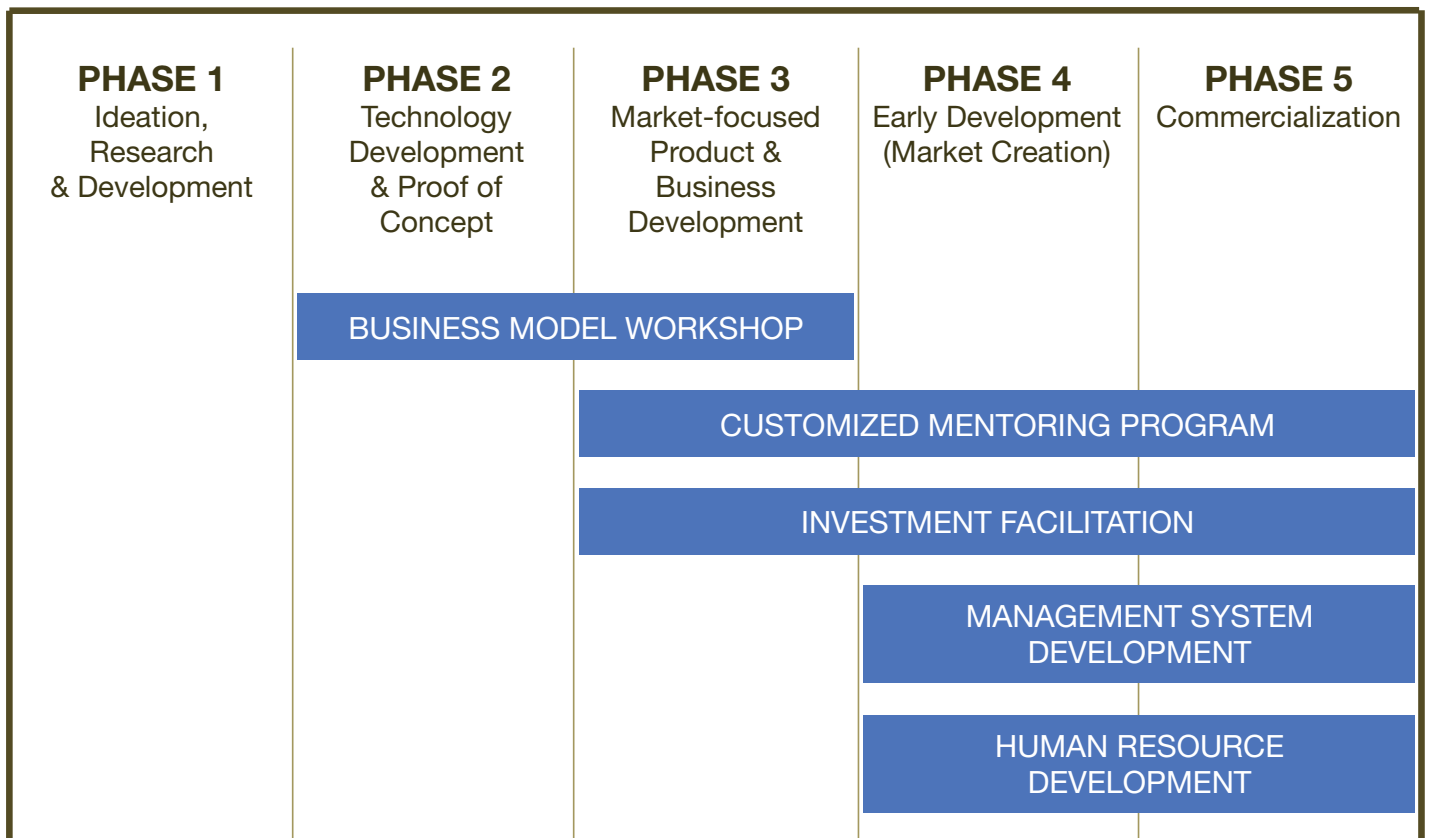 PHASE 1
Ideation,
Research
& Development
PHASE 2
Technology
Development
& Proof of
Concept
PHASE 3
Market-focused
Product &
Business
Development
PHASE 4
Early Development
(Market Creation)
PHASE 5
Commercialization
BUSINESS MODEL WORKSHOP
CUSTOMIZED MENTORING PROGRAM
INVESTMENT FACILITATION
MANAGEMENT SYSTEM
DEVELOPMENT
HUMAN RESOURCE
DEVELOPMENT